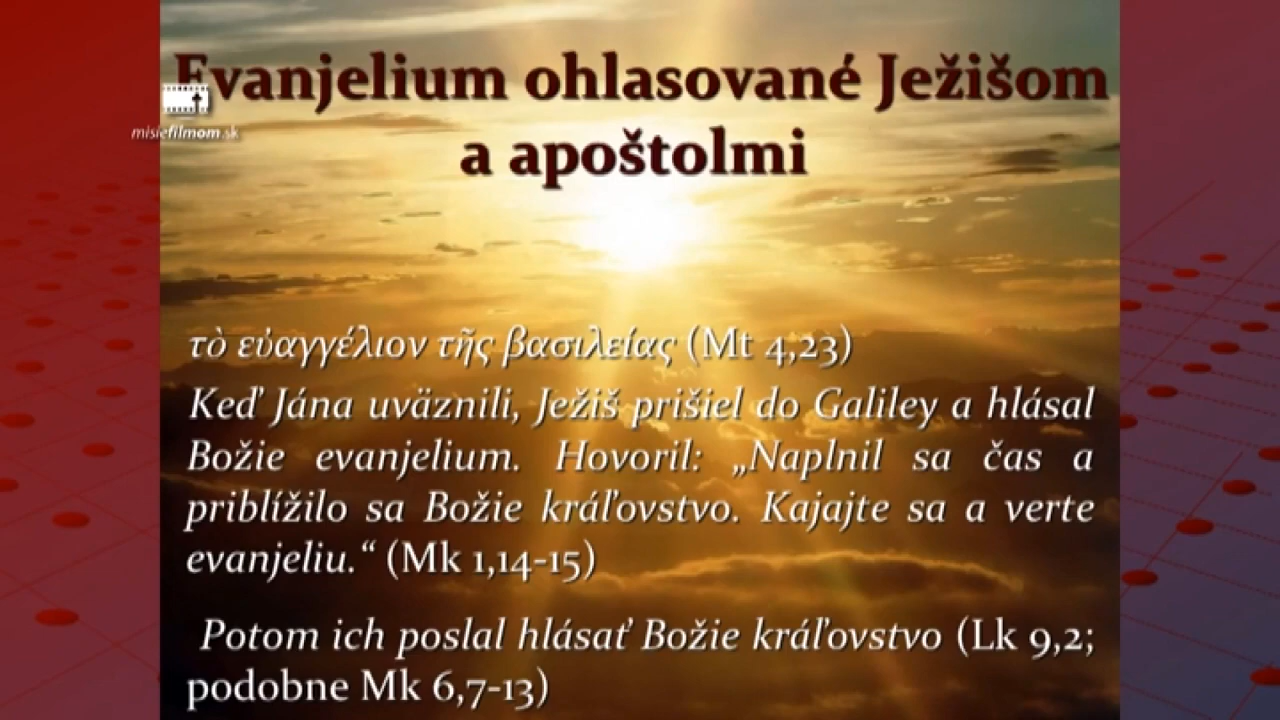 Evanjelium ohlasované Ježišom
a apoštolmi
misiefilmom.sk
τὸ εὐαγγέλιον τῆς βασιλείας (Mt 4,23)
Keď Jána uväznili, Ježiš prišiel do Galiley a hlásal
Božie evanjelium. Hovoril: „Naplnil sa čas a
priblížilo sa Božie kráľovstvo. Kajajte sa a verte
evanjeliu.“ (Mk 1,14-15)
Potom ich poslal hlásať Božie kráľovstvo (Lk 9,2;
podobne Mk 6,7-13)